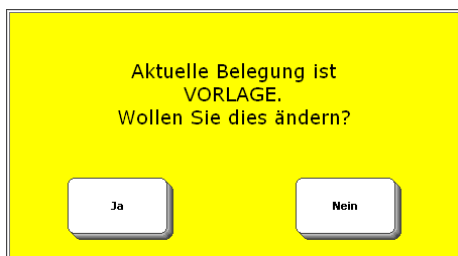 Aktuelle Belegung ist
VORLAGE.
Wollen Sie dies ändern?
Ja
Nein